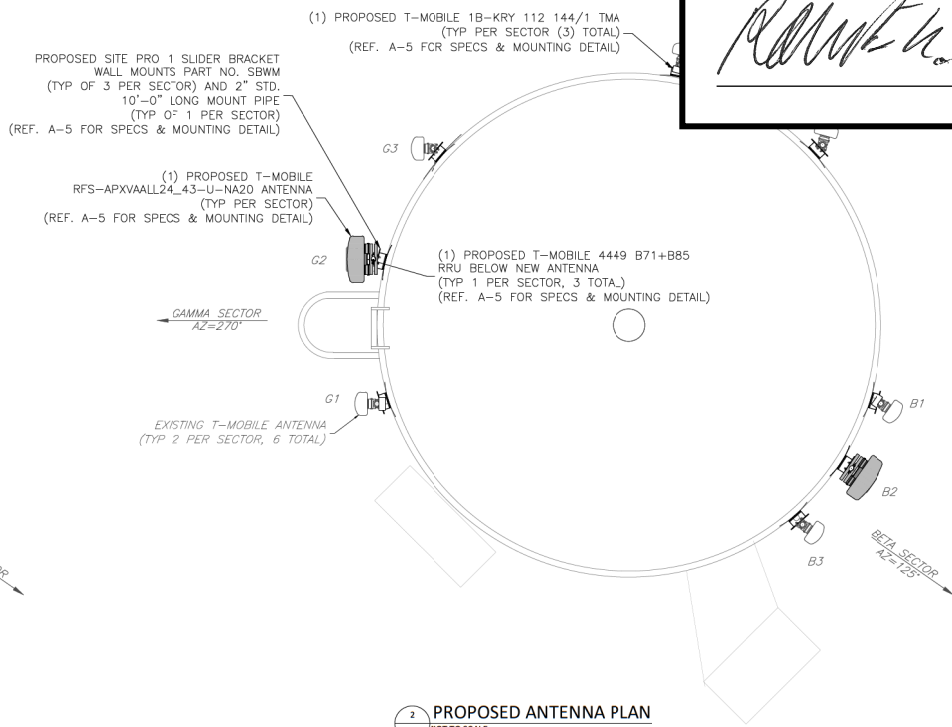 (1) PROPOSED T-MOBILE 1B-KRY 112 144/1 TMA
(TYP PER SECTOR (3) TOTAL)
(REF. A-5 FOR SPECS & MOUNTING DETAIL)
PROPOSED SITE PRO 1 SLIDER BRACKET
WALL MOUNTS PART NO. SBWM
(TYP OF 3 PER SECTOR) AND 2" STD.
10'-0" LONG MOUNT PIPE
(TYP OF 1 PER SECTOR)
(REF. A-5 FOR SPECS & MOUNTING DETAIL)
G3
(1) PROPOSED T-MOBILE
RFS-APXVAALL24_43-U-NA20 ANTENNA
(TYP PER SECTOR)
(REF. A-5 FOR SPECS & MOUNTING DETAIL)
G2
(1) PROPOSED T-MOBILE 4449 B71+B85
RRU BELOW NEW ANTENNA
(TYP 1 PER SECTOR, 3 TOTAL)
(REF. A-5 FOR SPECS & MOUNTING DETAIL)
GAMMA SECTOR
AZ=270°
G1
EXISTING T-MOBILE ANTENNA
(TYP 2 PER SECTOR, 6 TOTAL)
B1
B2
B3
BETA SECTOR
AZ=125°
2 PROPOSED ANTENNA PLAN